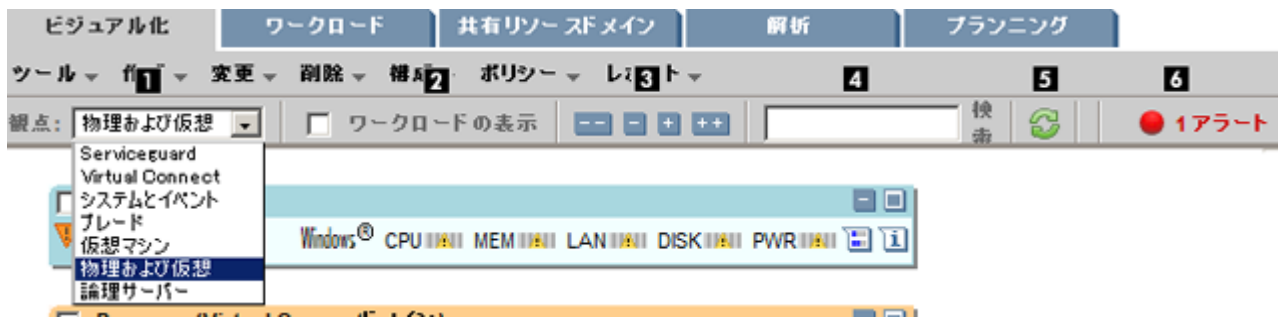 ビジュアル化 ワークロード 共有リソースドメイン 解析 プランニング
ツール 変更 削除 ポリシー
1 2 3 4 5 6
観点: 物理および仮想 ワークロードの表示 -- - + ++ 検索 1アラート
Serviceguard
Virtual Connect
システムとイベント
ブレード
仮想マシン
物理および仮想
論理サーバー
Windows® CPU MEM LAN DISK PWR